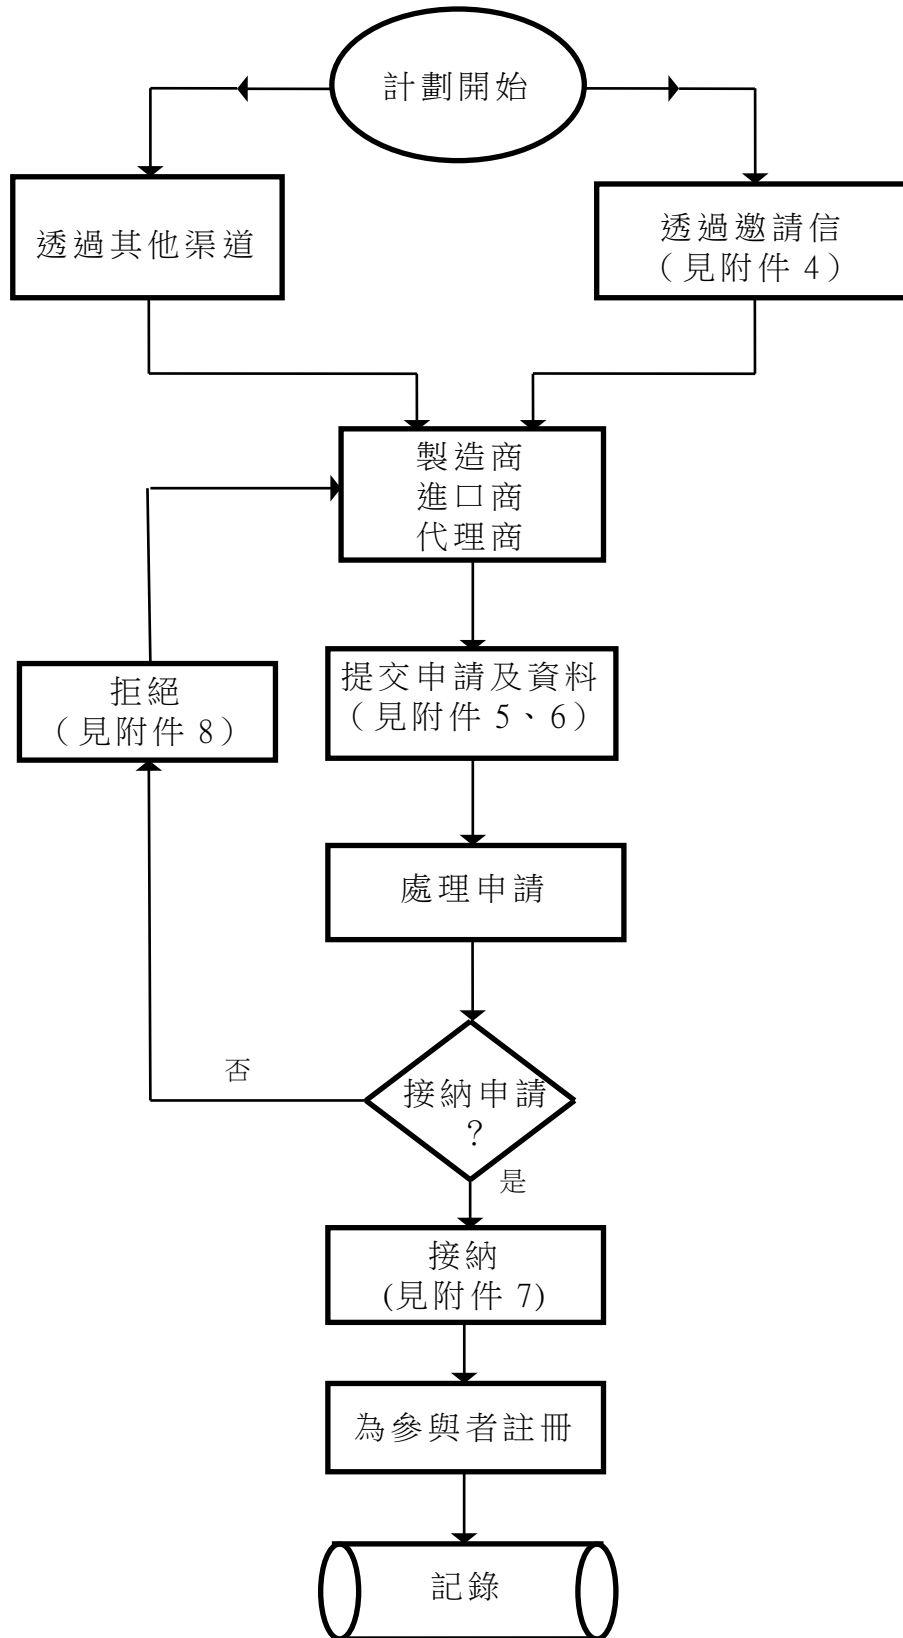 計劃開始
透過其他渠道
透過邀請信
（見附件 4）
製造商
進口商
代理商
拒絕
（見附件 8）
提交申請及資料
（見附件 5、6）
處理申請
否
接納申請
?
是
接納
(見附件 7)
為參與者註冊
記錄